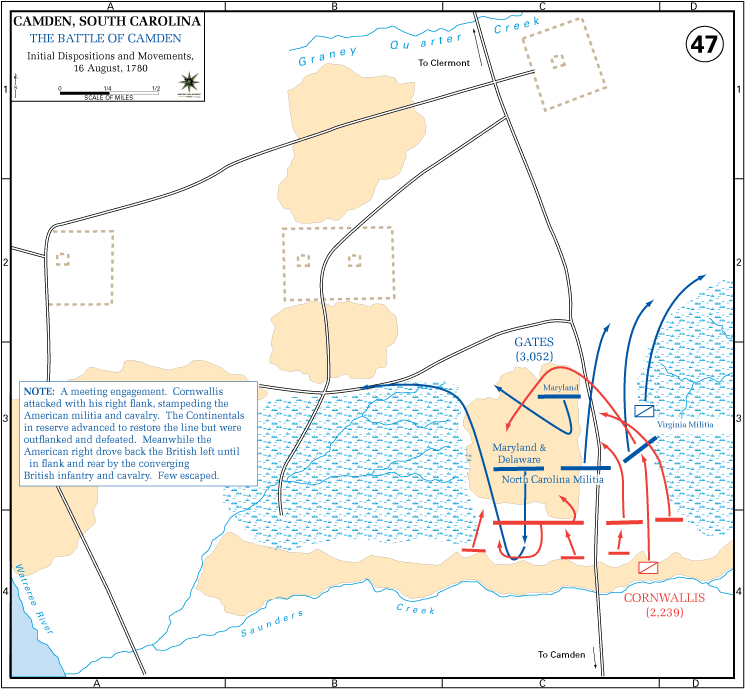 A
B
C
D
CAMDEN, SOUTH CAROLINA
THE BATTLE OF CAMDEN
Initial Dispositions and Movements,
16 August, 1780
0 1/4 1/2
SCALE OF MILES
47
Graney Quarter Creek
To Clermont
1
1
2
2
GATES
(3,052)
Maryland
Virginia Militia
NOTE: A meeting engagement. Cornwallis
attacked with his right flank, stampeding the
American militia and cavalry. The Continentals
in reserve advanced to restore the line but were
outflanked and defeated. Meanwhile the
American right drove back the British left until
in flank and rear by the converging
British infantry and cavalry. Few escaped.
3
3
Maryland &
Delaware
North Carolina Militia
4
4
CORNWALLIS
(2,239)
Wateree River
Saunders Creek
To Camden
A
B
C
D